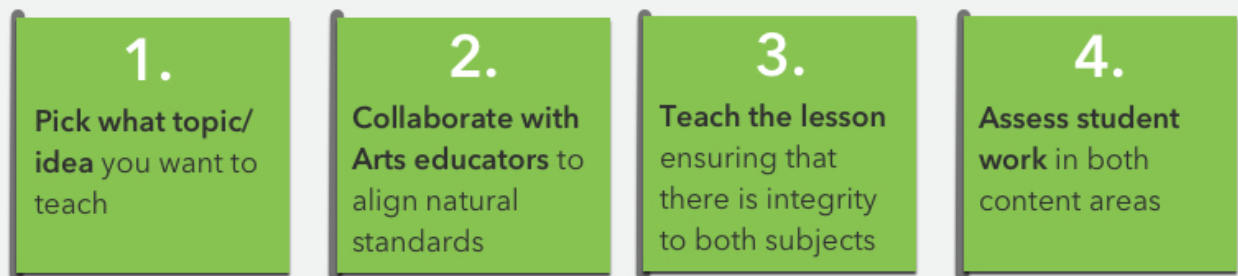 1.
Pick what topic/
idea you want to
teach
2.
Collaborate with
Arts educators to
align natural
standards
3.
Teach the lesson
ensuring that
there is integrity
to both subjects
4.
Assess student
work in both
content areas